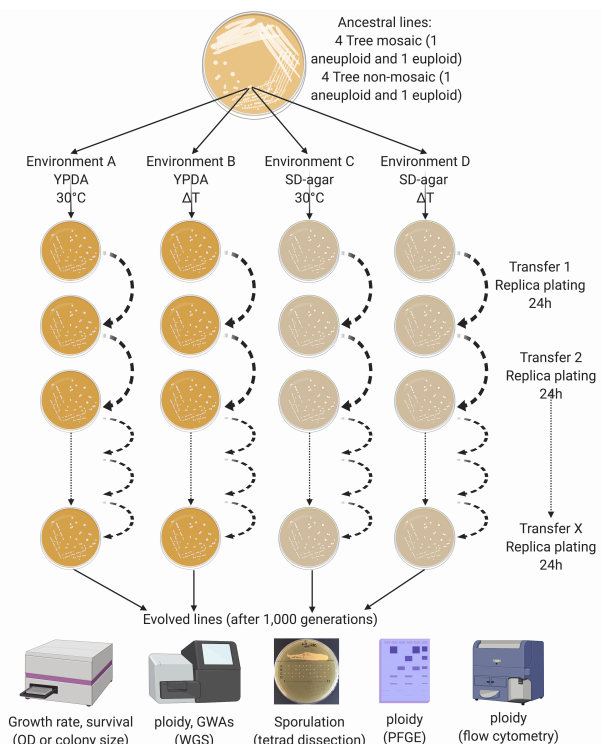 Ancestral lines:
4 Tree mosaic (1
aneuploid and 1 euploid)
4 Tree non-mosaic (1
aneuploid and 1 euploid)
Environment A
YPDA
30°C
Environment B
YPDA
ΔT
Environment C
SD-agar
30°C
Environment D
SD-agar
ΔT
Transfer 1
Replica plating
24h
Transfer 2
Replica plating
24h
Transfer X
Replica plating
24h
Evolved lines (after 1,000 generations)
Growth rate, survival
(OD or colony size)
ploidy, GWAs
(WGS)
Sporulation
(tetrad dissection)
ploidy
(PFGE)
ploidy
(flow cytometry)